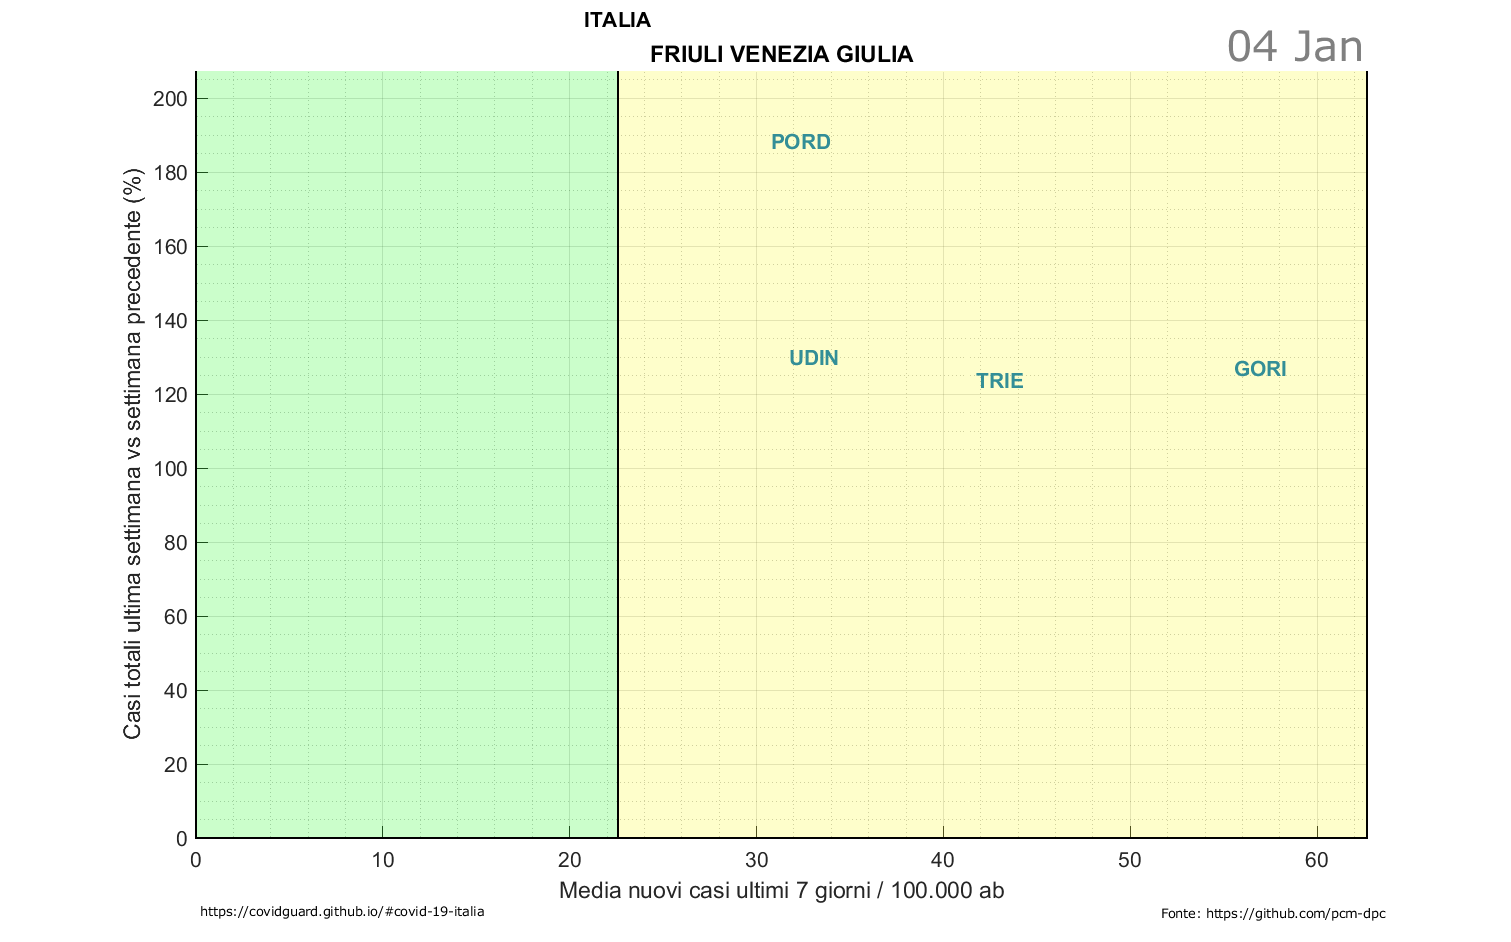 ITALIA
FRIULI VENEZIA GIULIA
04 Jan
Casi totali ultima settimana vs settimana precedente (%)
200
180
160
140
120
100
80
60
40
20
0
PORD
UDIN
TRIE
GORI
0 10 20 30 40 50 60
Media nuovi casi ultimi 7 giorni / 100.000 ab
https://covidguard.github.io/#covid-19-italia
Fonte: https://github.com/pcm-dpc